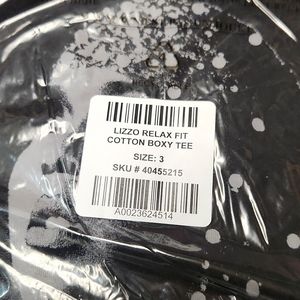 LIZZO RELAX FIT
COTTON BOXY TEE
SIZE: 3
SKU # 40455215
A0023624514